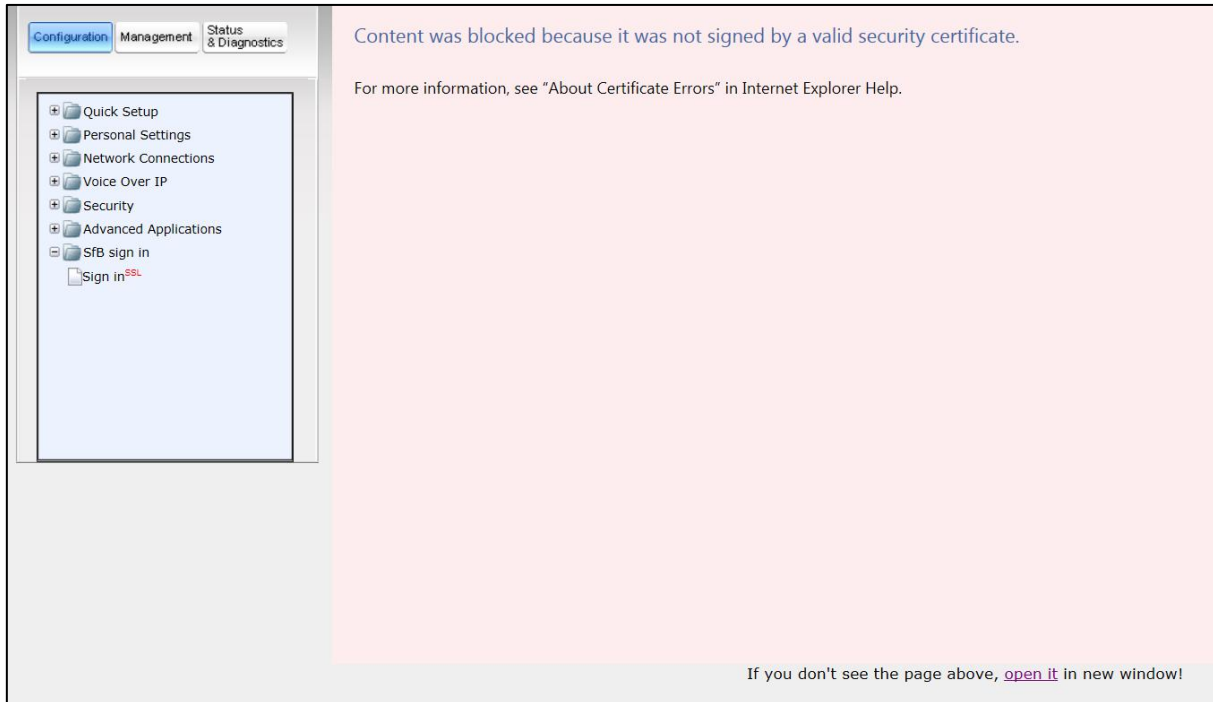 Configuration
Management
Status
& Diagnostics
Quick Setup
Personal Settings
Network Connections
Voice Over IP
Security
Advanced Applications
SfB sign in
Sign inSSL
Content was blocked because it was not signed by a valid security certificate.
For more information, see “About Certificate Errors” in Internet Explorer Help.
If you don't see the page above, open it in new window!